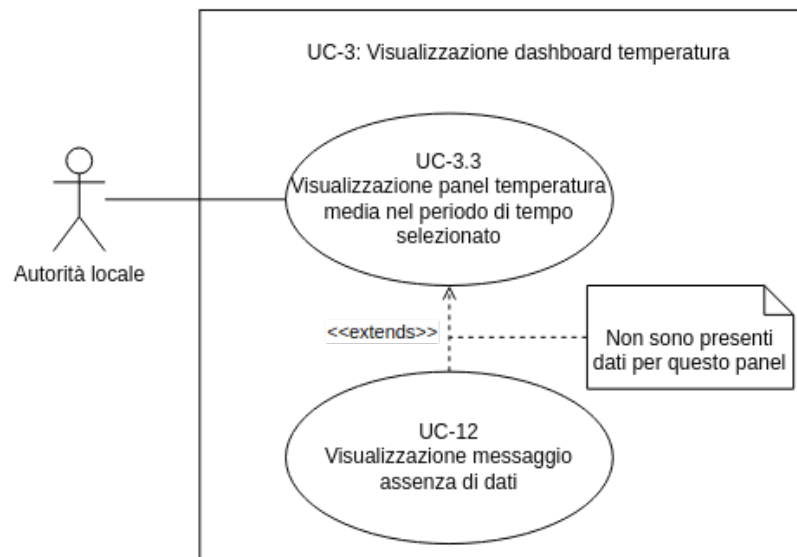 UC-3: Visualizzazione dashboard temperatura
UC-3.3
Visualizzazione panel temperatura
media nel periodo di tempo
selezionato
Autorità locale
<<extends>>
Non sono presenti
dati per questo panel
UC-12
Visualizzazione messaggio
assenza di dati